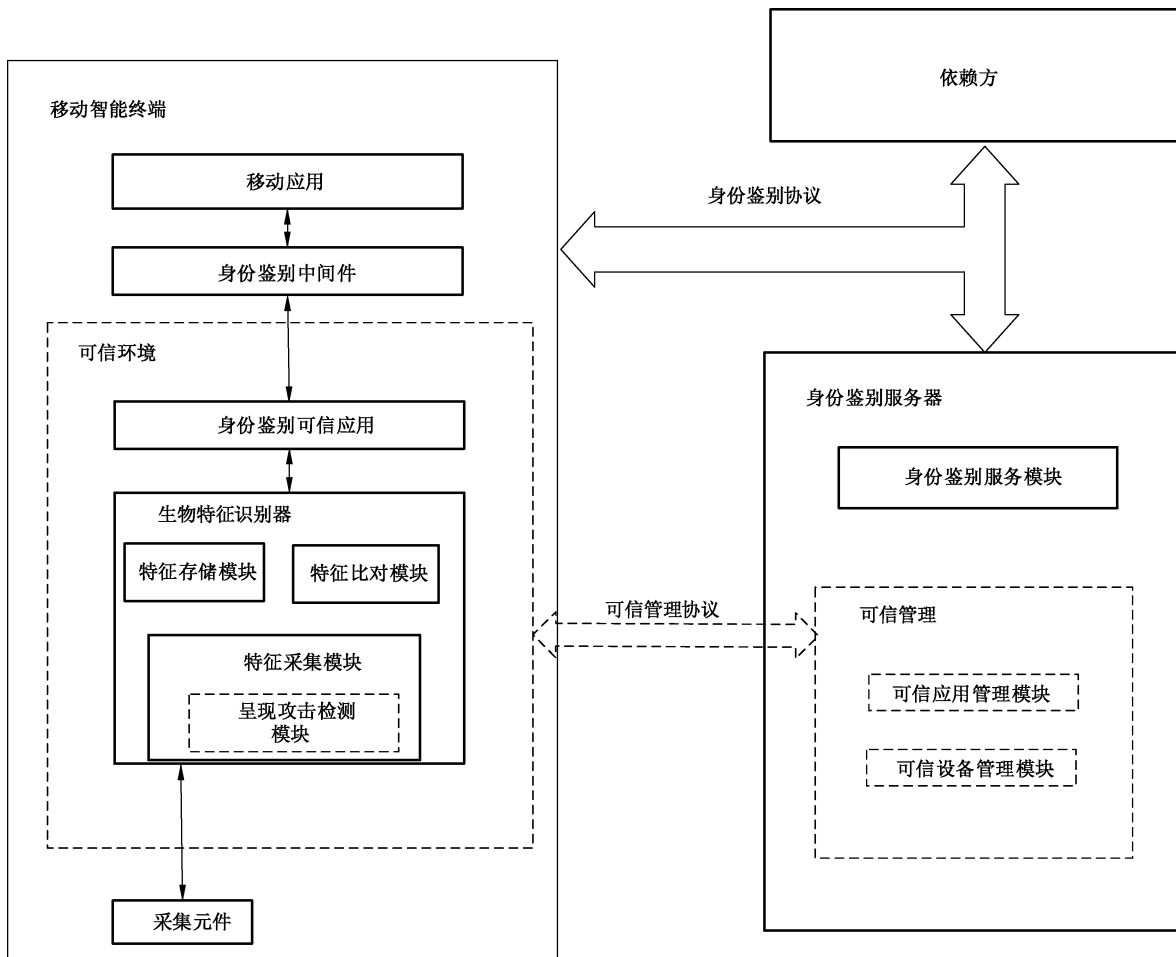 移动智能终端
移动应用
身份鉴别中间件
可信环境
身份鉴别可信应用
生物特征识别器
特征存储模块
特征比对模块
特征采集模块
呈现攻击检测
模块
采集元件
身份鉴别协议
可信管理协议
依赖方
身份鉴别服务器
身份鉴别服务模块
可信管理
可信应用管理模块
可信设备管理模块